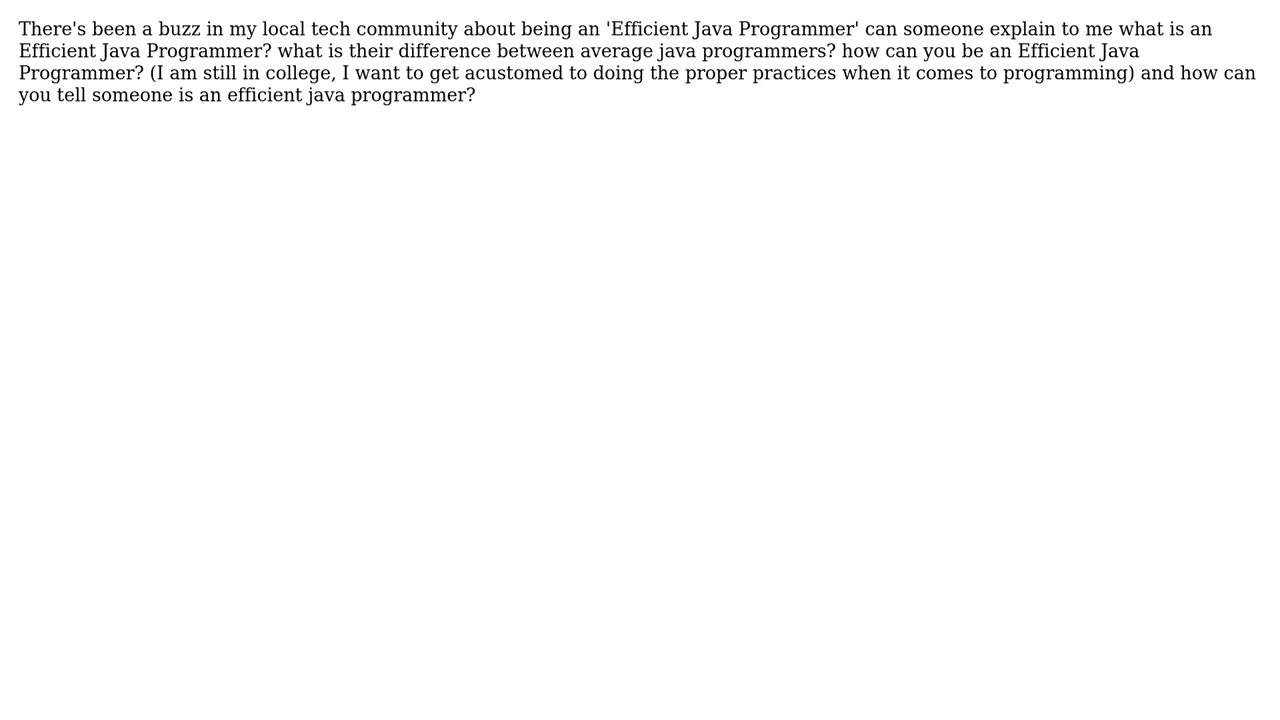 There's been a buzz in my local tech community about being an 'Efficient Java Programmer' can someone explain to me what is an
Efficient Java Programmer? what is their difference between average java programmers? how can you be an Efficient Java
Programmer? (I am still in college, I want to get acustomed to doing the proper practices when it comes to programming) and how can
you tell someone is an efficient java programmer?